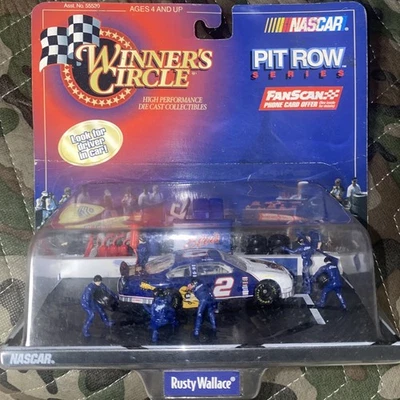 Asst. No. 55520
AGES 4 AND UP
WINNER'S
CIRCLE
HIGH PERFORMANCE
DIE CAST COLLECTIBLES
Look for
driver
in car!
NASCAR
PIT ROW
SERIES
FANSCAN
PHONE CARD OFFER
2
NASCAR
Rusty Wallace